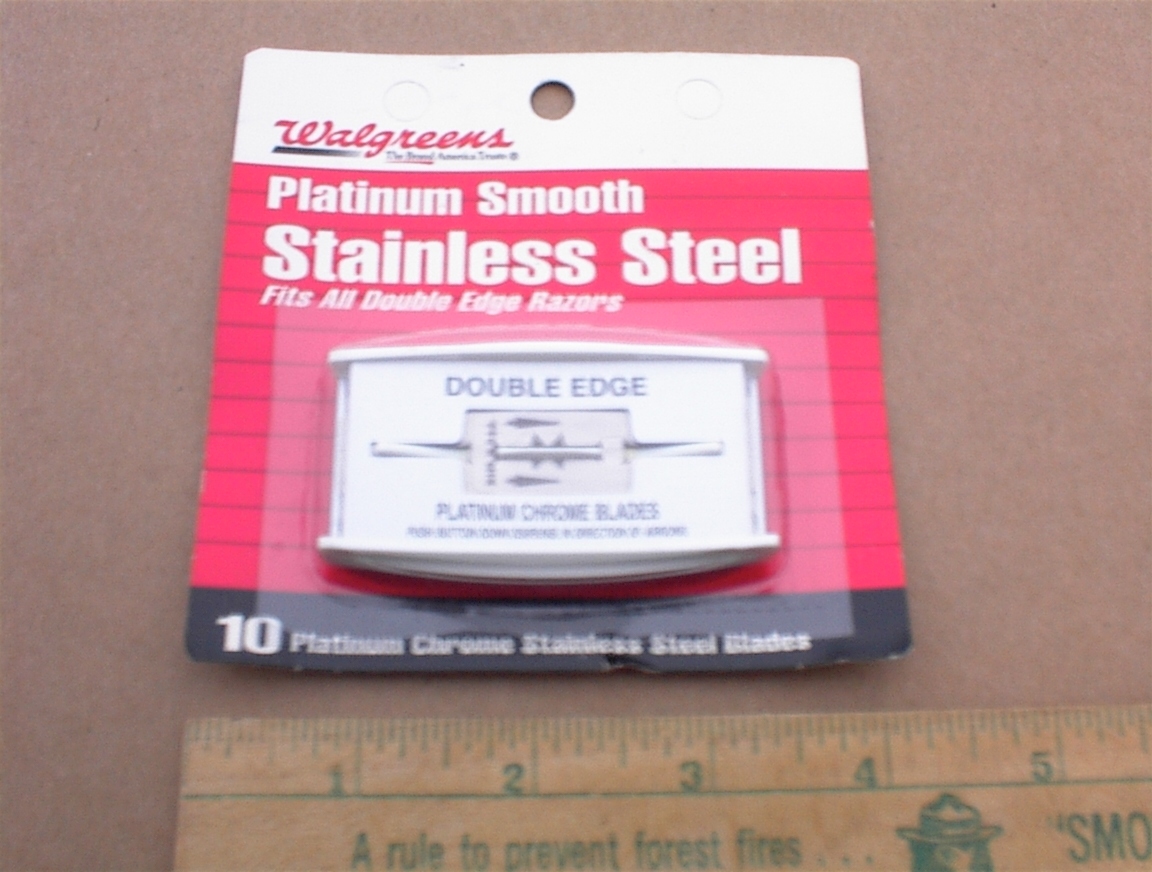 Walgreens
The Brand America Trusts ®
Platinum Smooth
Stainless Steel
Fits All Double Edge Razors
DOUBLE EDGE
PLATINUM CHROME BLADES
10 Platinum Chrome Stainless Steel Blades
1 2 3 4 5
A rule to prevent forest fires . . . "SMO